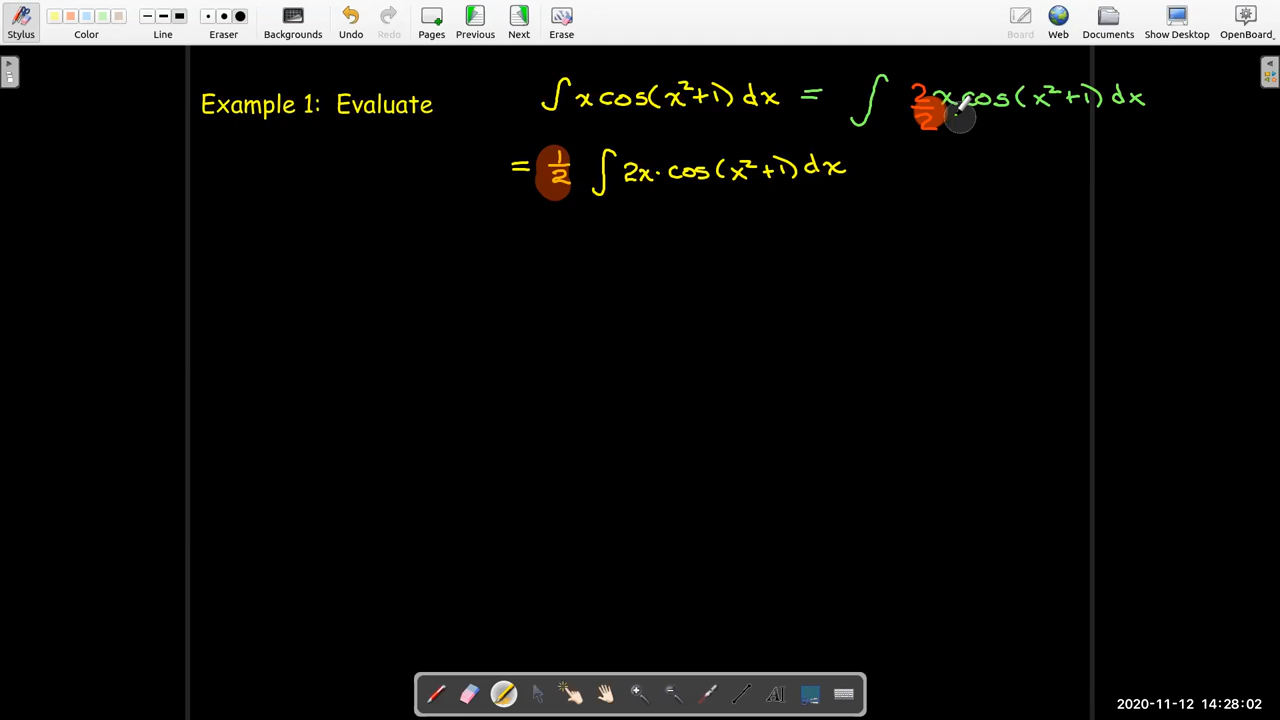 Stylus Color Line Eraser Backgrounds Undo Redo Pages Previous Next Erase Board Web Documents Show Desktop OpenBoard
Example 1: Evaluate ∫ x cos(x²+1) dx = ∫ 2/2 x cos(x²+1) dx
= 1/2 ∫ 2x · cos(x²+1) dx
AI
2020-11-12 14:28:02